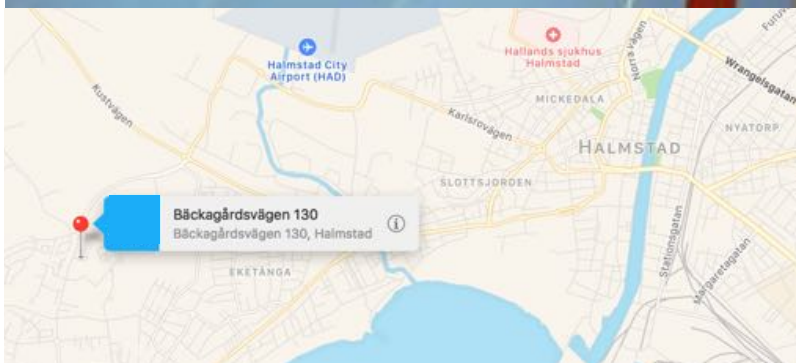 Halmstad City
Airport (HAD)
Hallands sjukhus
Halmstad
Norra vägen
Furuv
Wrangelsgatan
Kustvägen
MICKEDALA
Karlsrovägen
NYATORP
HALMSTAD
SLOTTSJORDEN
Bäckagårdsvägen 130
Bäckagårdsvägen 130, Halmstad
EKETÅNGA
Stationsgatan
Margaretagatan